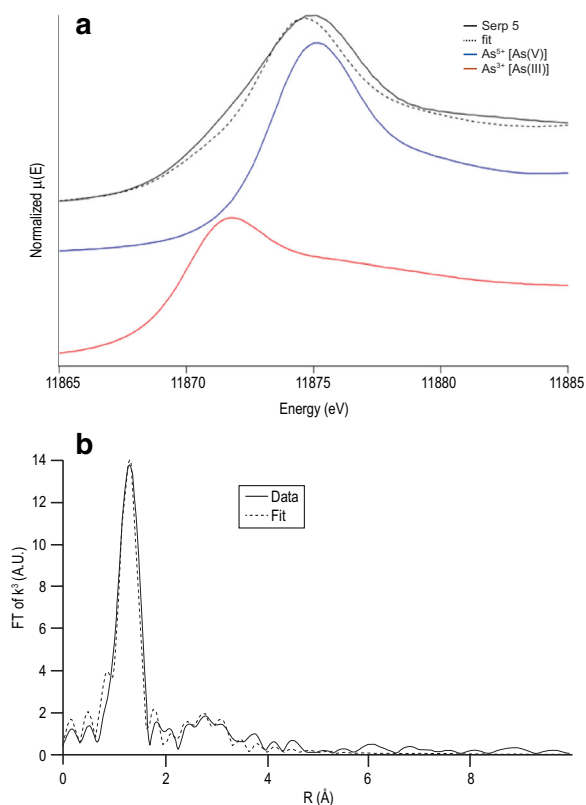 a
Serp 5
fit
As⁵⁺ [As(V)]
As³⁺ [As(III)]
Normalized μ(E)
11865 11870 11875 11880 11885
Energy (eV)
b
14
12
10
8
6
4
2
0
Data
Fit
FT of k³ (A.U.)
0 2 4 6 8
R (Å)